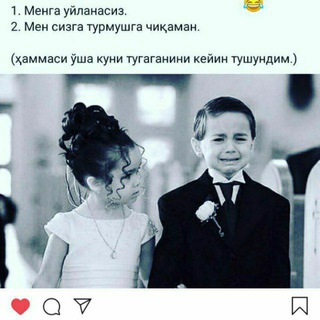 1. Менга уйланасиз.
2. Мен сизга турмушга чиқаман.
(ҳаммаси ўша куни тугаганини кейин тушундим.)